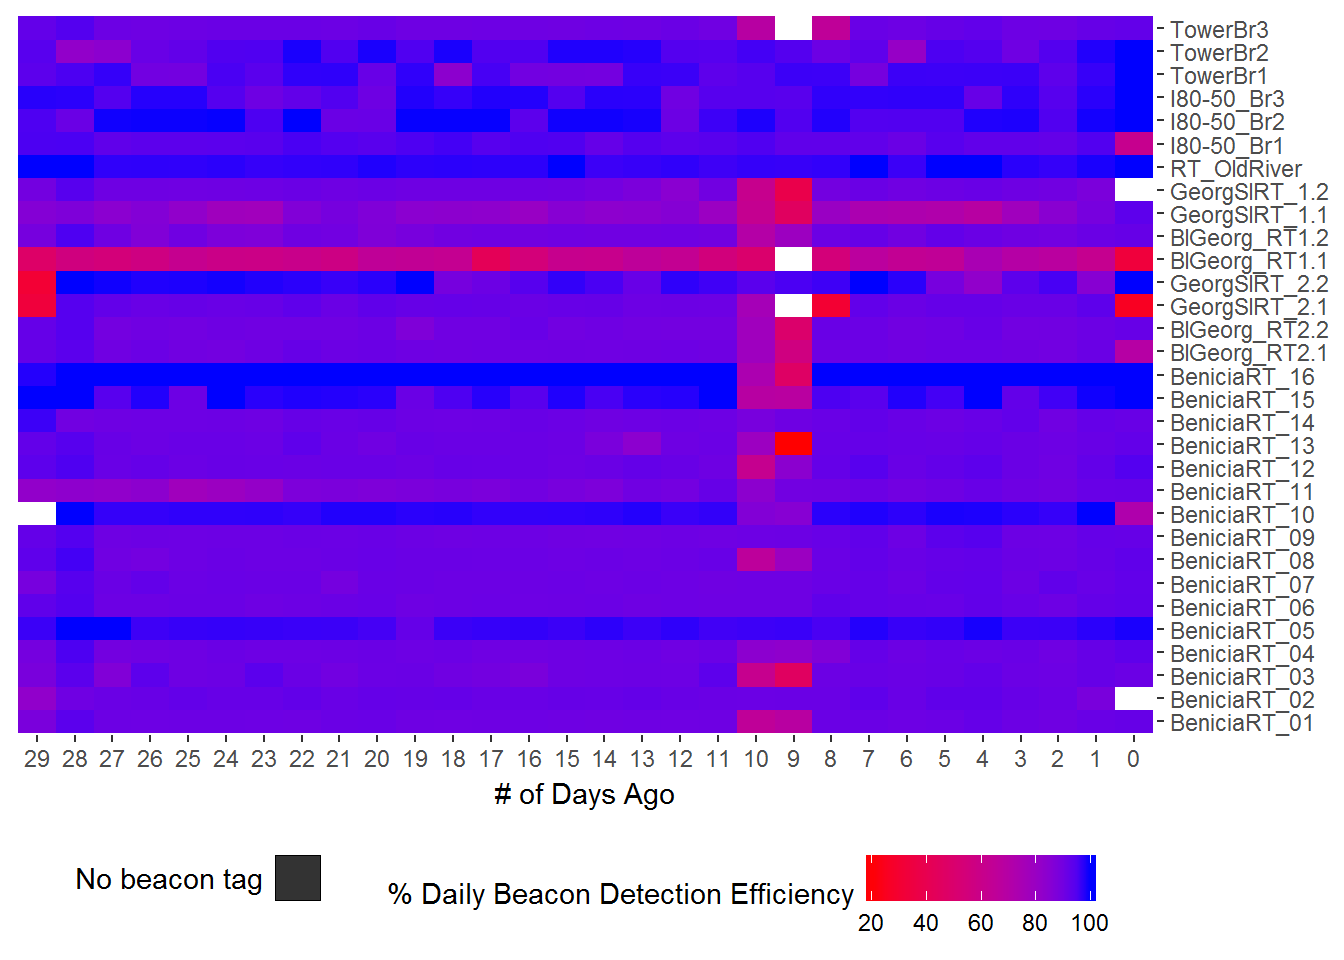 TowerBr3
TowerBr2
TowerBr1
I80-50_Br3
I80-50_Br2
I80-50_Br1
RT_OldRiver
GeorgSlRT_1.2
GeorgSlRT_1.1
BlGeorg_RT1.2
BlGeorg_RT1.1
GeorgSlRT_2.2
GeorgSlRT_2.1
BlGeorg_RT2.2
BlGeorg_RT2.1
BeniciaRT_16
BeniciaRT_15
BeniciaRT_14
BeniciaRT_13
BeniciaRT_12
BeniciaRT_11
BeniciaRT_10
BeniciaRT_09
BeniciaRT_08
BeniciaRT_07
BeniciaRT_06
BeniciaRT_05
BeniciaRT_04
BeniciaRT_03
BeniciaRT_02
BeniciaRT_01
29 28 27 26 25 24 23 22 21 20 19 18 17 16 15 14 13 12 11 10 9 8 7 6 5 4 3 2 1 0
# of Days Ago
No beacon tag
% Daily Beacon Detection Efficiency
20 40 60 80 100